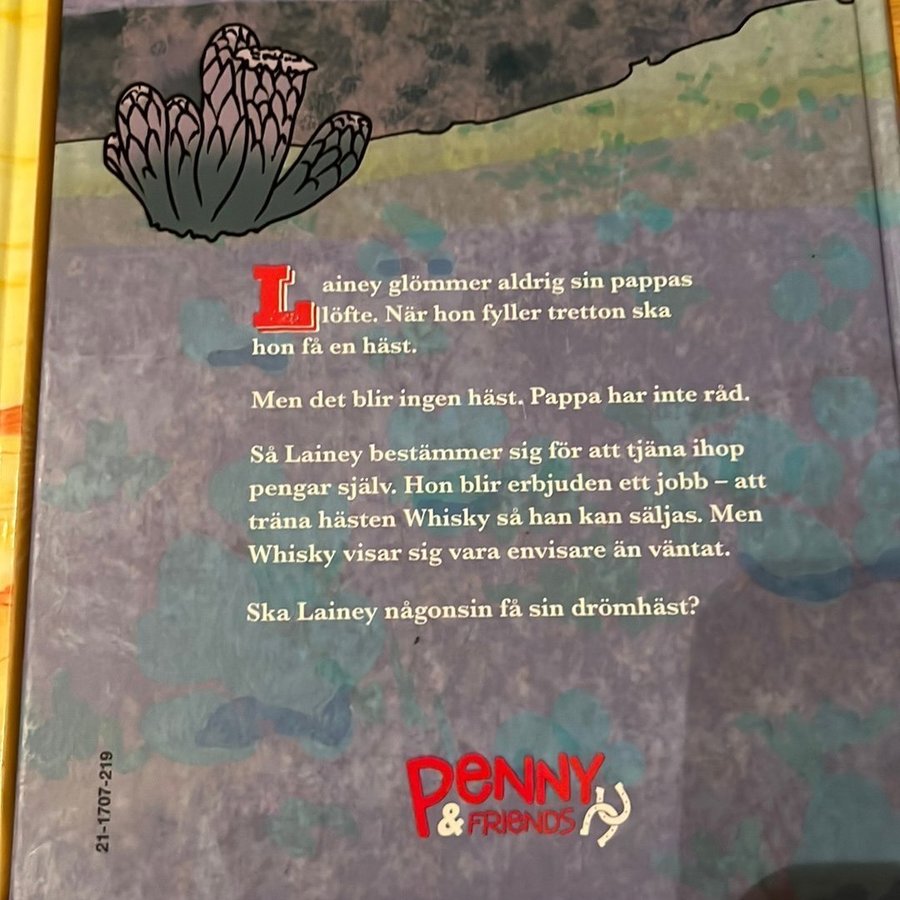 Lainey glömmer aldrig sin pappas
löfte. När hon fyller tretton ska
hon få en häst.
Men det blir ingen häst. Pappa har inte råd.
Så Lainey bestämmer sig för att tjäna ihop
pengar själv. Hon blir erbjuden ett jobb – att
träna hästen Whisky så han kan säljas. Men
Whisky visar sig vara envisare än väntat.
Ska Lainey någonsin få sin drömhäst?
PENNY
& FRIENDS
21-1707-219